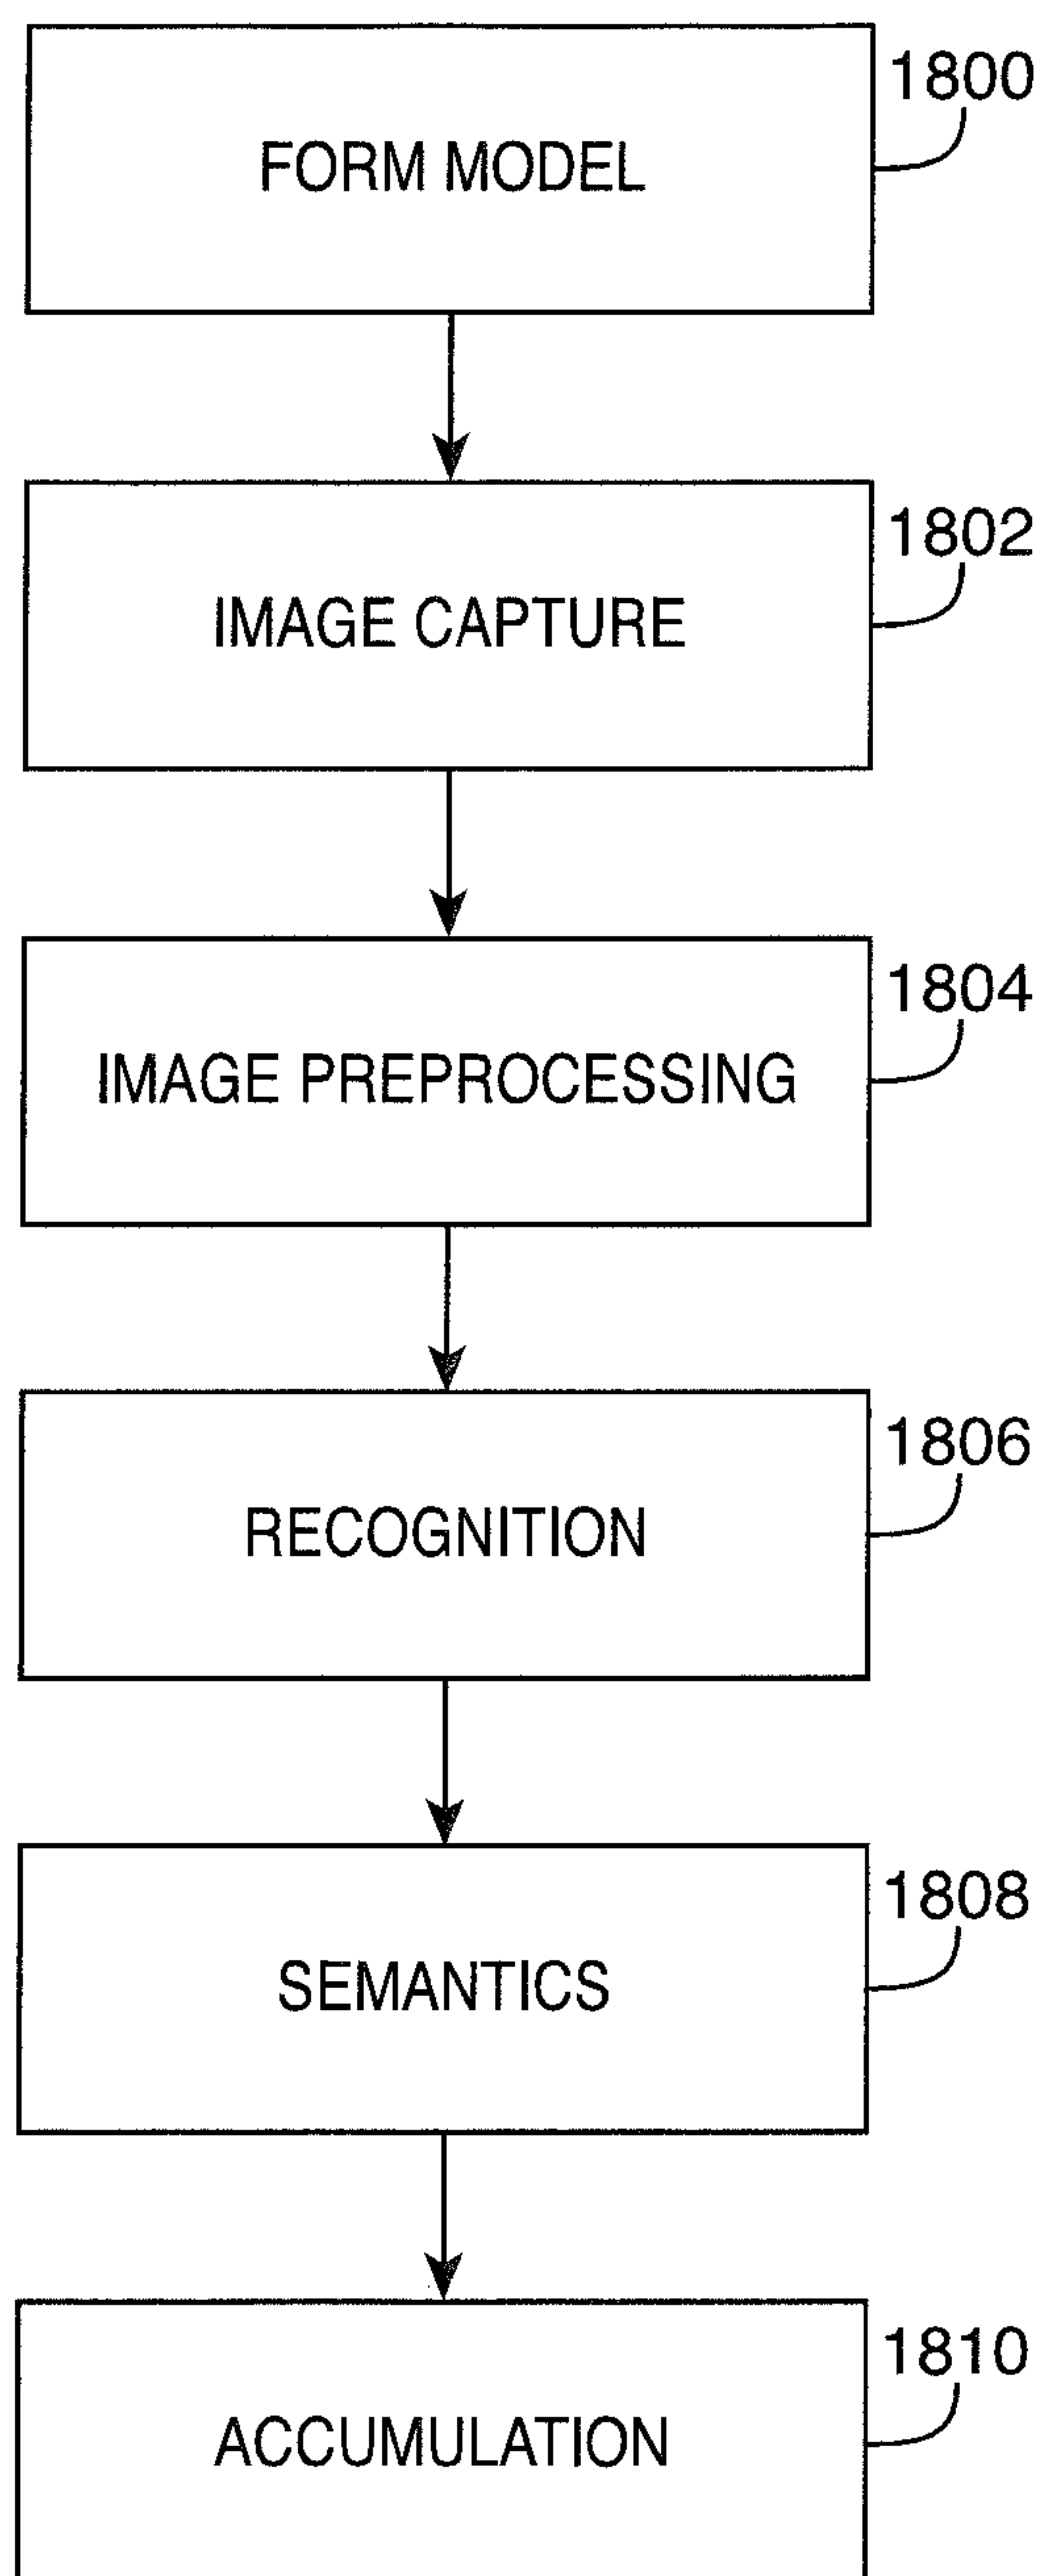 1800
FORM MODEL
1802
IMAGE CAPTURE
1804
IMAGE PREPROCESSING
1806
RECOGNITION
1808
SEMANTICS
1810
ACCUMULATION